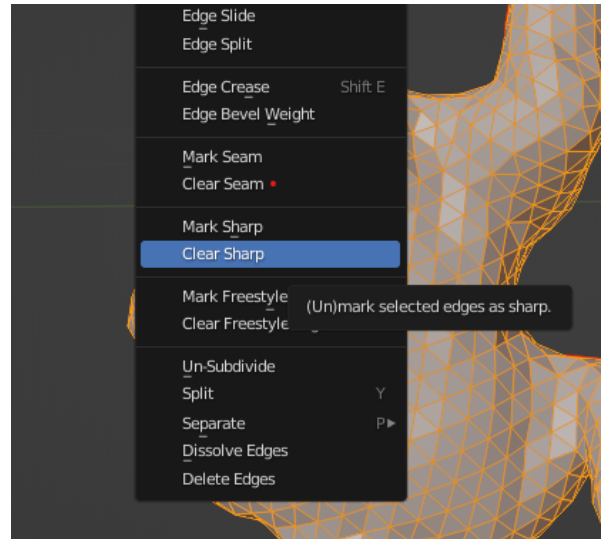 Edge Slide
Edge Split
Edge Crease Shift E
Edge Bevel Weight
Mark Seam
Clear Seam
Mark Sharp
Clear Sharp
Mark Freestyle
(Un)mark selected edges as sharp.
Clear Freestyle
Un-Subdivide
Split Y
Separate P
Dissolve Edges
Delete Edges